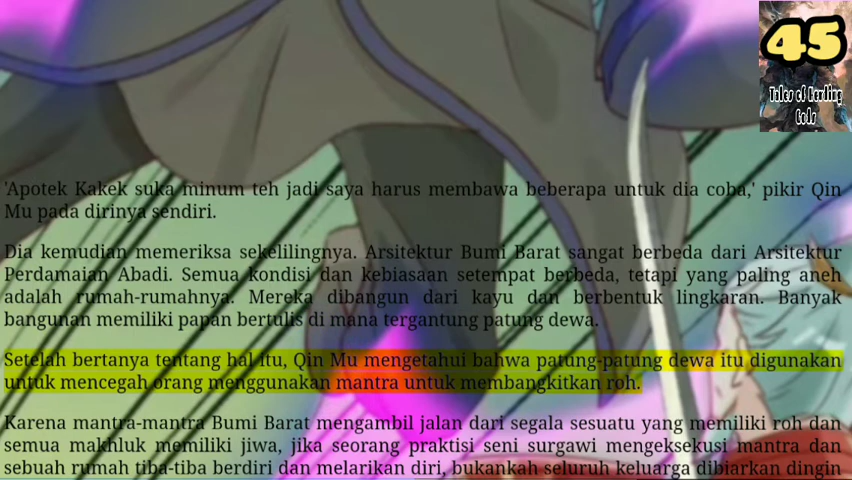 45
Tales of Herding
Gods
'Apotek Kakek suka minum teh jadi saya harus membawa beberapa untuk dia coba,' pikir Qin
Mu pada dirinya sendiri.
Dia kemudian memeriksa sekelilingnya. Arsitektur Bumi Barat sangat berbeda dari Arsitektur
Perdamaian Abadi. Semua kondisi dan kebiasaan setempat berbeda, tetapi yang paling aneh
adalah rumah-rumahnya. Mereka dibangun dari kayu dan berbentuk lingkaran. Banyak
bangunan memiliki papan bertulis di mana tergantung patung dewa.
Setelah bertanya tentang hal itu, Qin Mu mengetahui bahwa patung-patung dewa itu digunakan
untuk mencegah orang menggunakan mantra untuk membangkitkan roh.
Karena mantra-mantra Bumi Barat mengambil jalan dari segala sesuatu yang memiliki roh dan
semua makhluk memiliki jiwa, jika seorang praktisi seni surgawi mengeksekusi mantra dan
sebuah rumah tiba-tiba berdiri dan melarikan diri, bukankah seluruh keluarga dibiarkan dingin